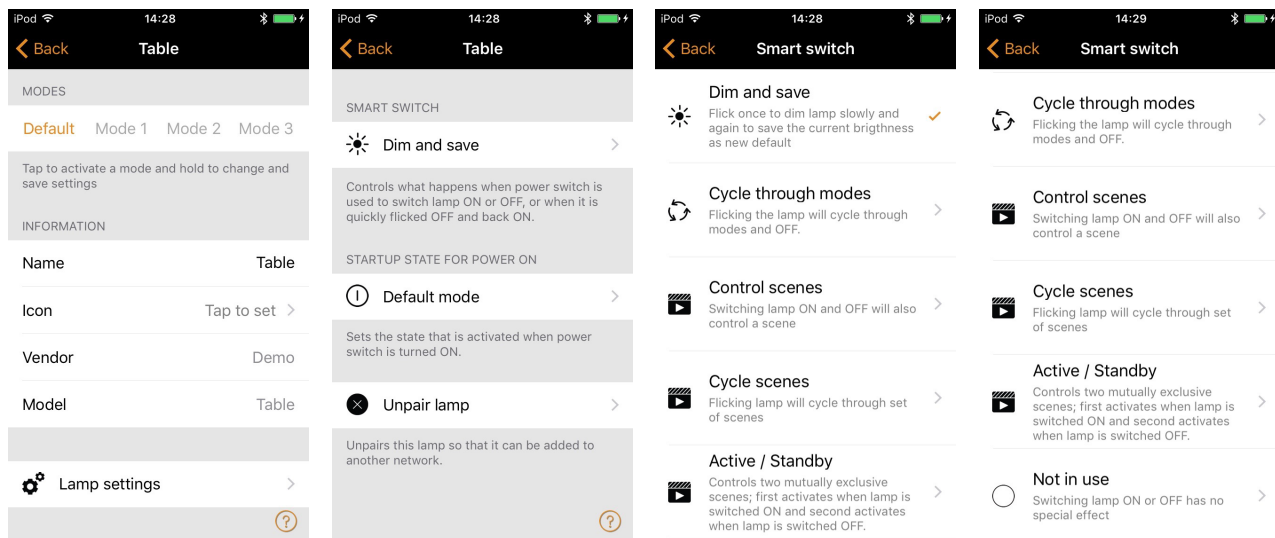 iPod 14:28
Back Table
MODES
Default Mode 1 Mode 2 Mode 3
Tap to activate a mode and hold to change and
save settings
INFORMATION
Name Table
Icon Tap to set
Vendor Demo
Model Table
Lamp settings
?
iPod 14:28
Back Table
SMART SWITCH
Dim and save
Controls what happens when power switch is
used to switch lamp ON or OFF, or when it is
quickly flicked OFF and back ON.
STARTUP STATE FOR POWER ON
Default mode
Sets the state that is activated when power
switch is turned ON.
Unpair lamp
Unpairs this lamp so that it can be added to
another network.
?
iPod 14:28
Back Smart switch
Dim and save
Flick once to dim lamp slowly and
again to save the current brigthness
as new default
Cycle through modes
Flicking the lamp will cycle through
modes and OFF.
Control scenes
Switching lamp ON and OFF will also
control a scene
Cycle scenes
Flicking lamp will cycle through set
of scenes
Active / Standby
Controls two mutually exclusive
scenes; first activates when lamp is
switched ON and second activates
when lamp is switched OFF.
iPod 14:29
Back Smart switch
Cycle through modes
Flicking the lamp will cycle through
modes and OFF.
Control scenes
Switching lamp ON and OFF will also
control a scene
Cycle scenes
Flicking lamp will cycle through set
of scenes
Active / Standby
Controls two mutually exclusive
scenes; first activates when lamp is
switched ON and second activates
when lamp is switched OFF.
Not in use
Switching lamp ON or OFF has no
special effect